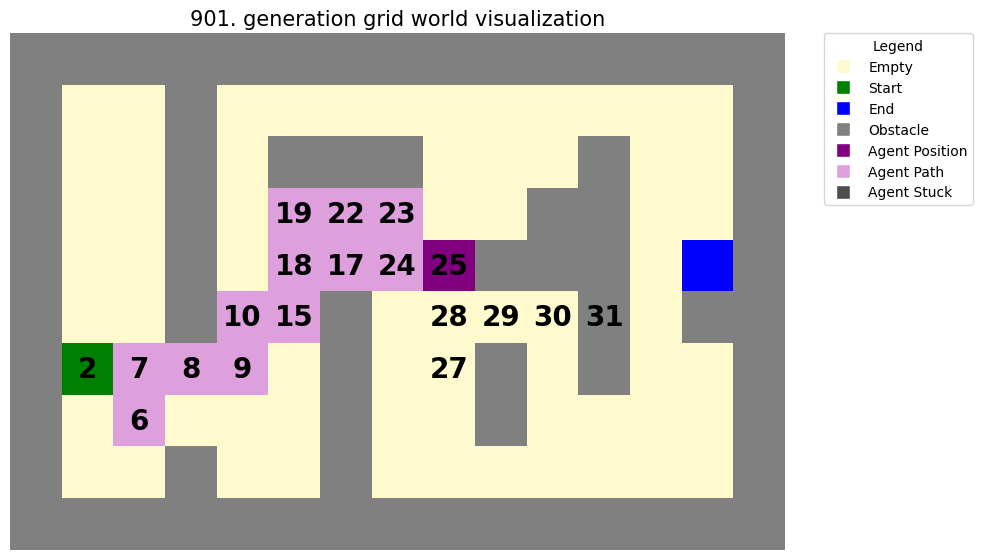 901. generation grid world visualization
Legend
Empty
Start
End
Obstacle
Agent Position
Agent Path
Agent Stuck
19 22 23
18 17 24 25
10 15 28 29 30 31
2 7 8 9 27
6